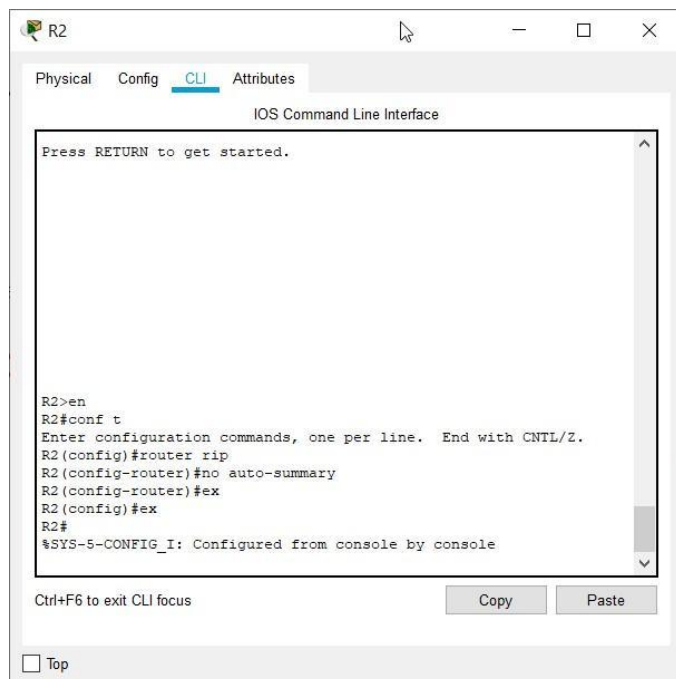 R2
Physical Config CLI Attributes
IOS Command Line Interface
Press RETURN to get started.
R2>en
R2#conf t
Enter configuration commands, one per line.  End with CNTL/Z.
R2(config)#router rip
R2(config-router)#no auto-summary
R2(config-router)#ex
R2(config)#ex
R2#
%SYS-5-CONFIG_I: Configured from console by console
Ctrl+F6 to exit CLI focus
Copy Paste
Top